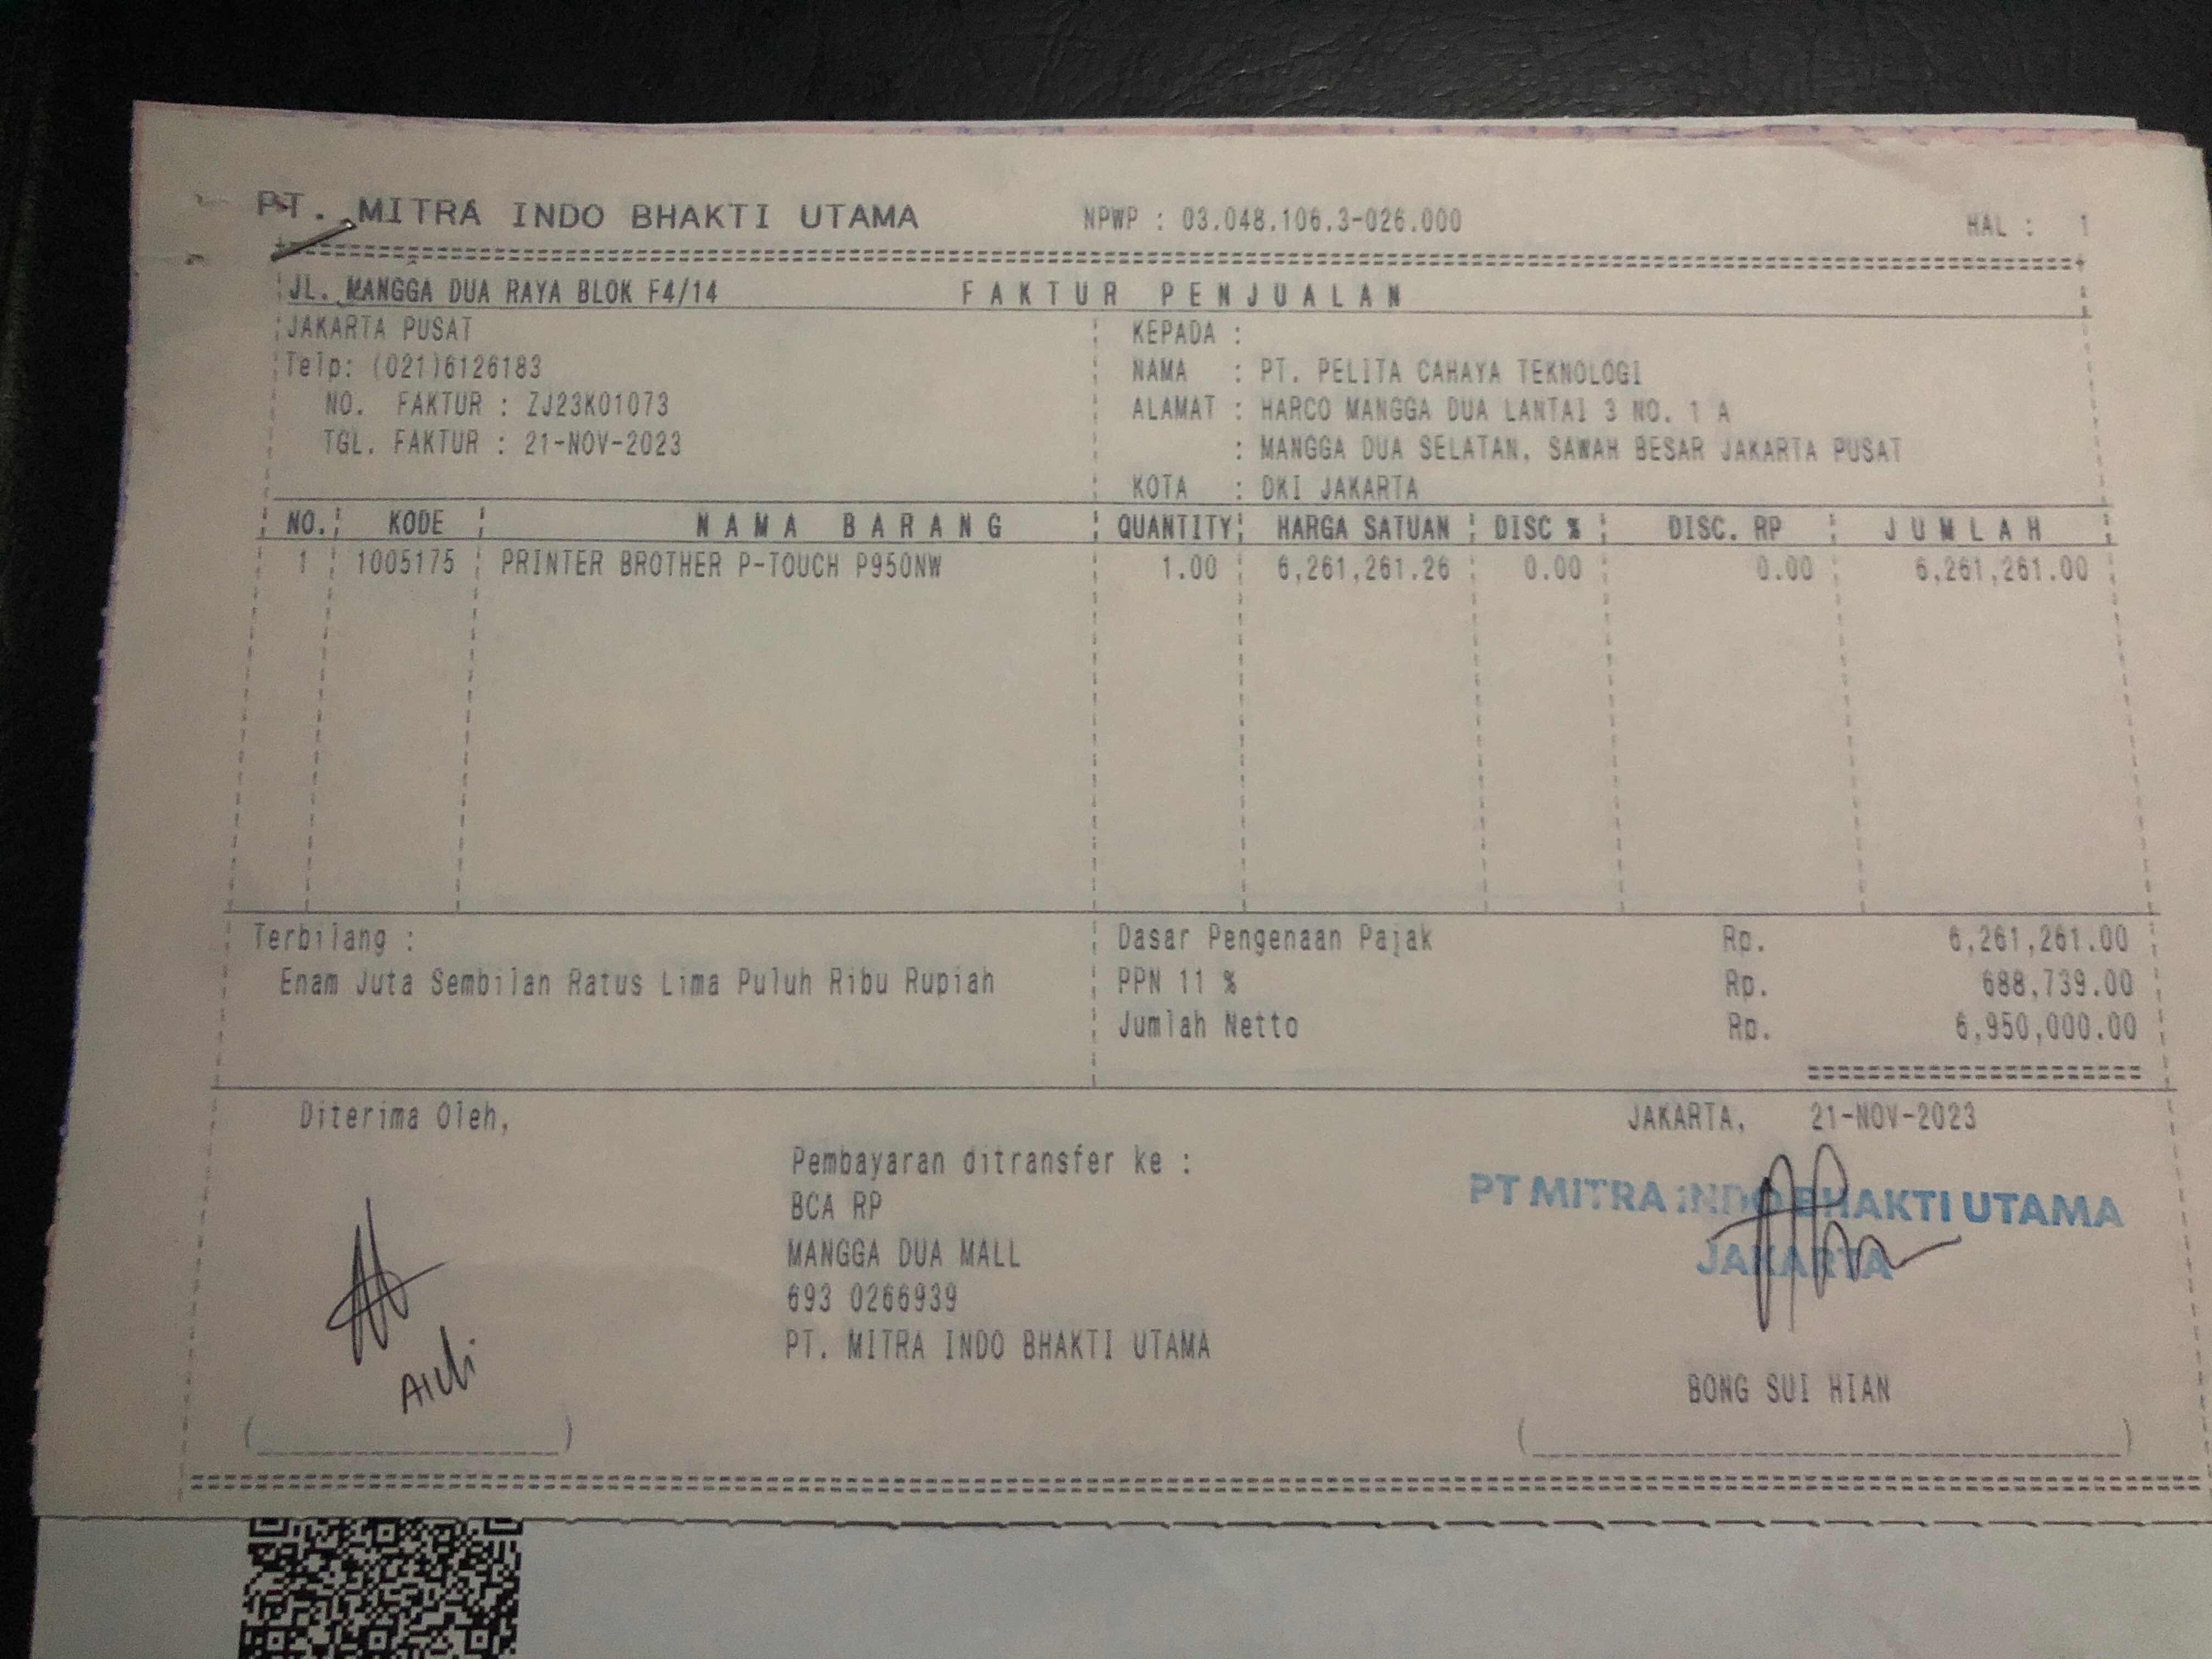 PT. MITRA INDO BHAKTI UTAMA NPWP : 03.048.106.3-026.000 HAL : 1
JL. MANGGA DUA RAYA BLOK F4/14 FAKTUR PENJUALAN
JAKARTA PUSAT
Telp: (021)6126183
NO. FAKTUR : ZJ23K01073
TGL. FAKTUR : 21-NOV-2023
KEPADA :
NAMA : PT. PELITA CAHAYA TEKNOLOGI
ALAMAT : HARCO MANGGA DUA LANTAI 3 NO. 1 A
: MANGGA DUA SELATAN, SAWAH BESAR JAKARTA PUSAT
KOTA : DKI JAKARTA
NO. KODE NAMA BARANG QUANTITY HARGA SATUAN DISC % DISC. RP JUMLAH
1 1005175 PRINTER BROTHER P-TOUCH P950NW 1.00 6,261,261.26 0.00 0.00 6,261,261.00
Terbilang :
Enam Juta Sembilan Ratus Lima Puluh Ribu Rupiah
Dasar Pengenaan Pajak Rp. 6,261,261.00
PPN 11 % Rp. 688,739.00
Jumlah Netto Rp. 6,950,000.00
Diterima Oleh,
Pembayaran ditransfer ke :
BCA RP
MANGGA DUA MALL
693 0266939
PT. MITRA INDO BHAKTI UTAMA
JAKARTA, 21-NOV-2023
PT MITRA INDO BHAKTI UTAMA
JAKARTA
BONG SUI HIAN